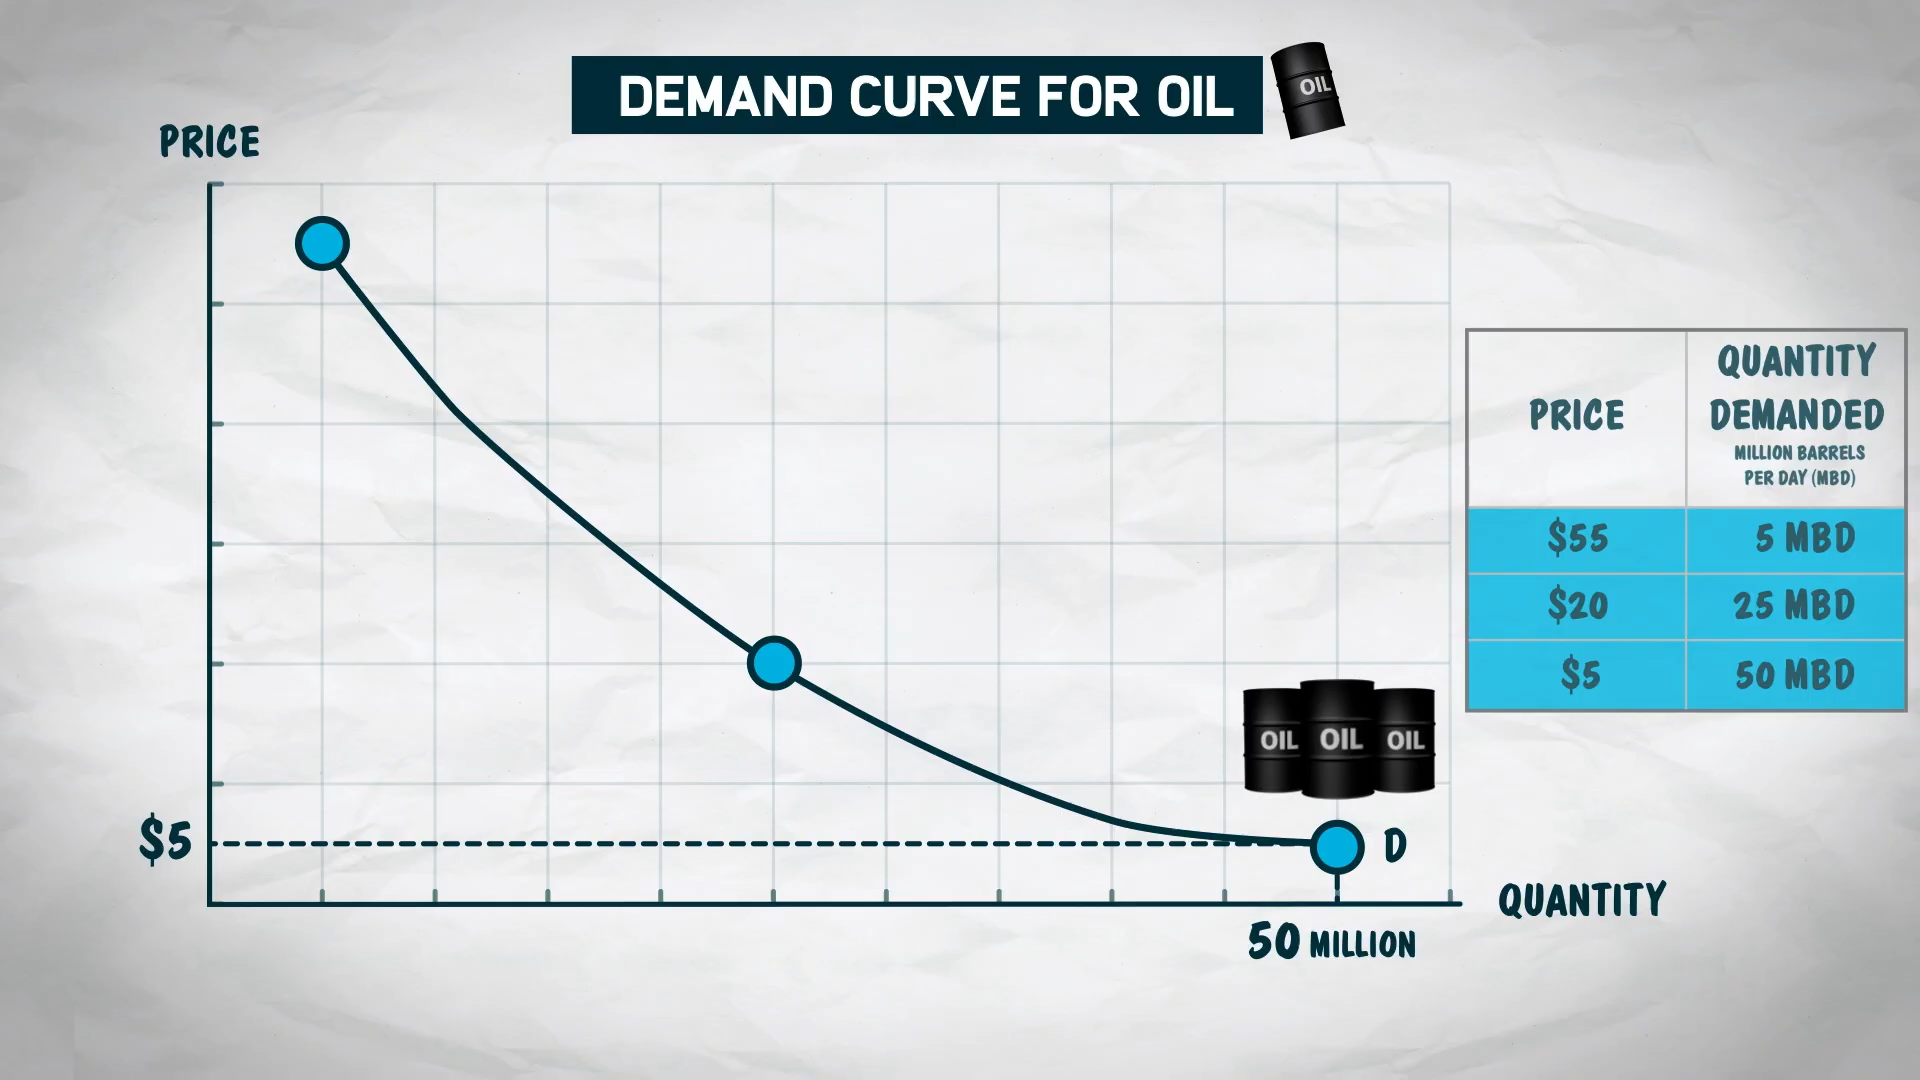 DEMAND CURVE FOR OIL
OIL
PRICE
PRICE
QUANTITY
DEMANDED
MILLION BARRELS
PER DAY (MBD)
$55 5 MBD
$20 25 MBD
$5 50 MBD
OIL OIL OIL
$5
D
QUANTITY
50 MILLION